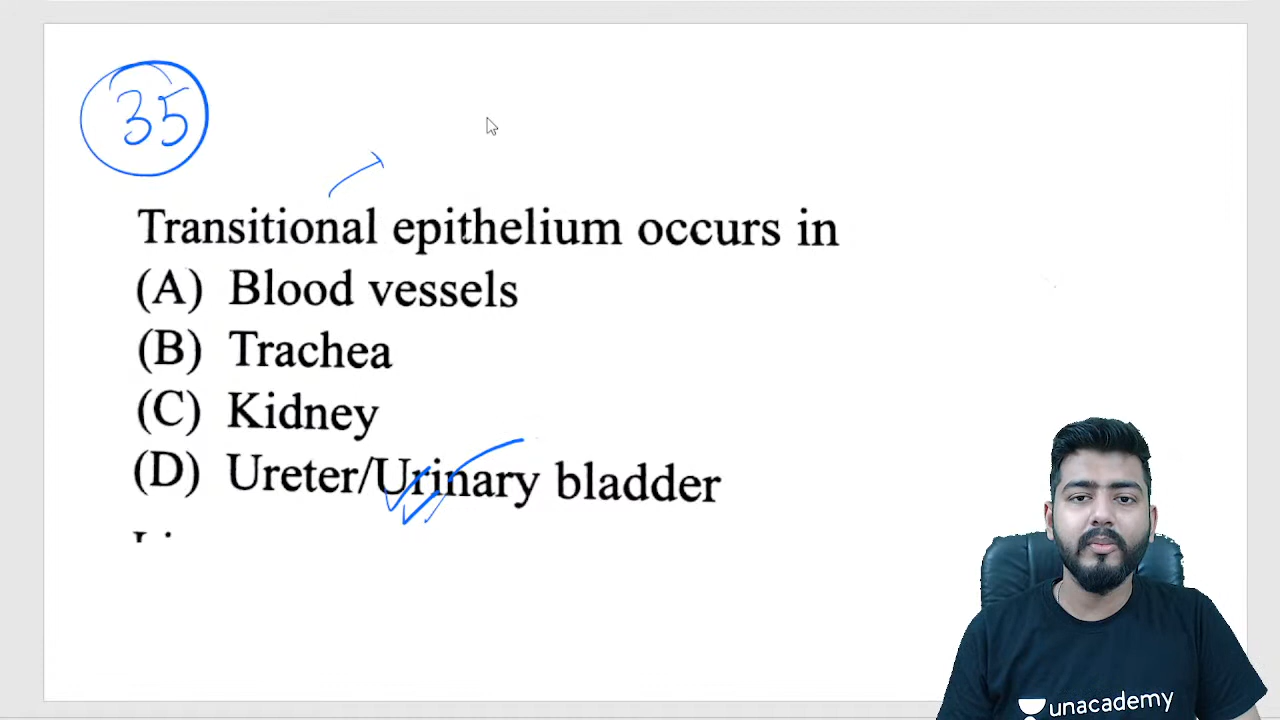 35
Transitional epithelium occurs in
(A) Blood vessels
(B) Trachea
(C) Kidney
(D) Ureter/Urinary bladder
unacademy